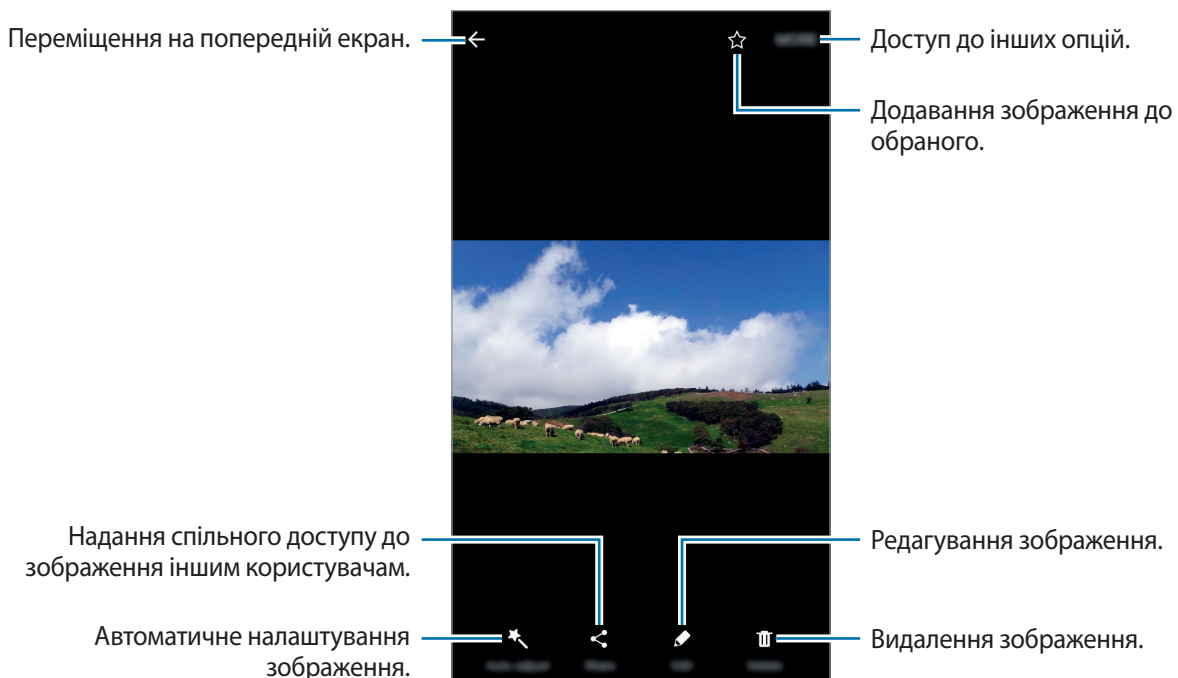 Переміщення на попередній екран.
Доступ до інших опцій.
Додавання зображення до
обраного.
Надання спільного доступу до
зображення іншим користувачам.
Редагування зображення.
Автоматичне налаштування
зображення.
Видалення зображення.